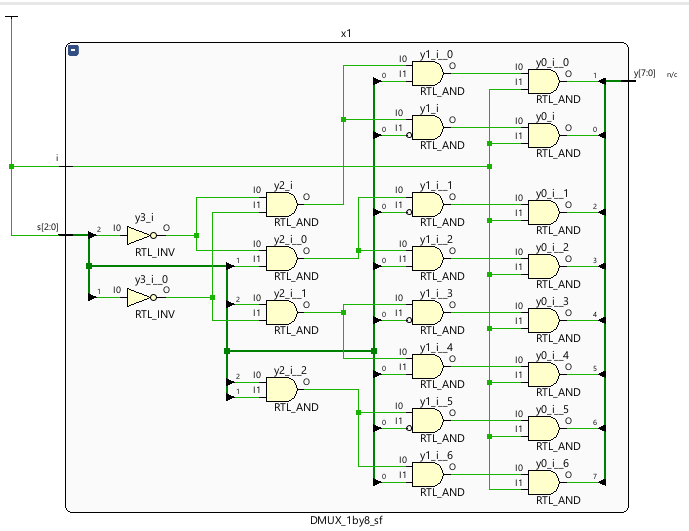 x1
y1_i__0
I0 O
I1
0
RTL_AND
y0_i__0
I0 O
I1
1
RTL_AND
y[7:0] n/c
y1_i
I0 O
I1
0
RTL_AND
y0_i
I0 O
I1
0
RTL_AND
i
s[2:0]
y3_i
2 I0 O
RTL_INV
y2_i
I0 O
I1
RTL_AND
y1_i__1
I0 O
I1
0
RTL_AND
y0_i__1
I0 O
I1
2
RTL_AND
y2_i__0
I0 O
I1
1
RTL_AND
y1_i__2
I0 O
I1
0
RTL_AND
y0_i__2
I0 O
I1
3
RTL_AND
y3_i__0
1 I0 O
RTL_INV
y2_i__1
2 I0 O
I1
RTL_AND
y1_i__3
I0 O
I1
0
RTL_AND
y0_i__3
I0 O
I1
4
RTL_AND
y1_i__4
I0 O
I1
0
RTL_AND
y0_i__4
I0 O
I1
5
RTL_AND
y2_i__2
2 I0 O
1 I1
RTL_AND
y1_i__5
I0 O
I1
0
RTL_AND
y0_i__5
I0 O
I1
6
RTL_AND
y1_i__6
I0 O
I1
0
RTL_AND
y0_i__6
I0 O
I1
7
RTL_AND
DMUX_1by8_sf